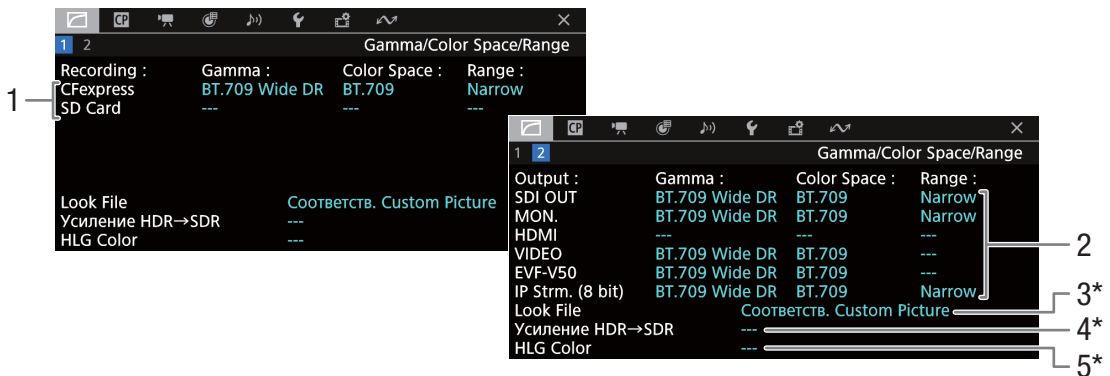 CP
1 2 Gamma/Color Space/Range
Recording : Gamma : Color Space : Range :
CFexpress BT.709 Wide DR BT.709 Narrow
SD Card --- --- ---
Look File Соответств. Custom Picture
Усиление HDR→SDR ---
HLG Color ---
1
CP
1 2 Gamma/Color Space/Range
Output : Gamma : Color Space : Range :
SDI OUT BT.709 Wide DR BT.709 Narrow
MON. BT.709 Wide DR BT.709 Narrow
HDMI --- --- ---
VIDEO BT.709 Wide DR BT.709 ---
EVF-V50 BT.709 Wide DR BT.709 ---
IP Strm. (8 bit) BT.709 Wide DR BT.709 Narrow
Look File Соответств. Custom Picture
Усиление HDR→SDR ---
HLG Color ---
2
3*
4*
5*